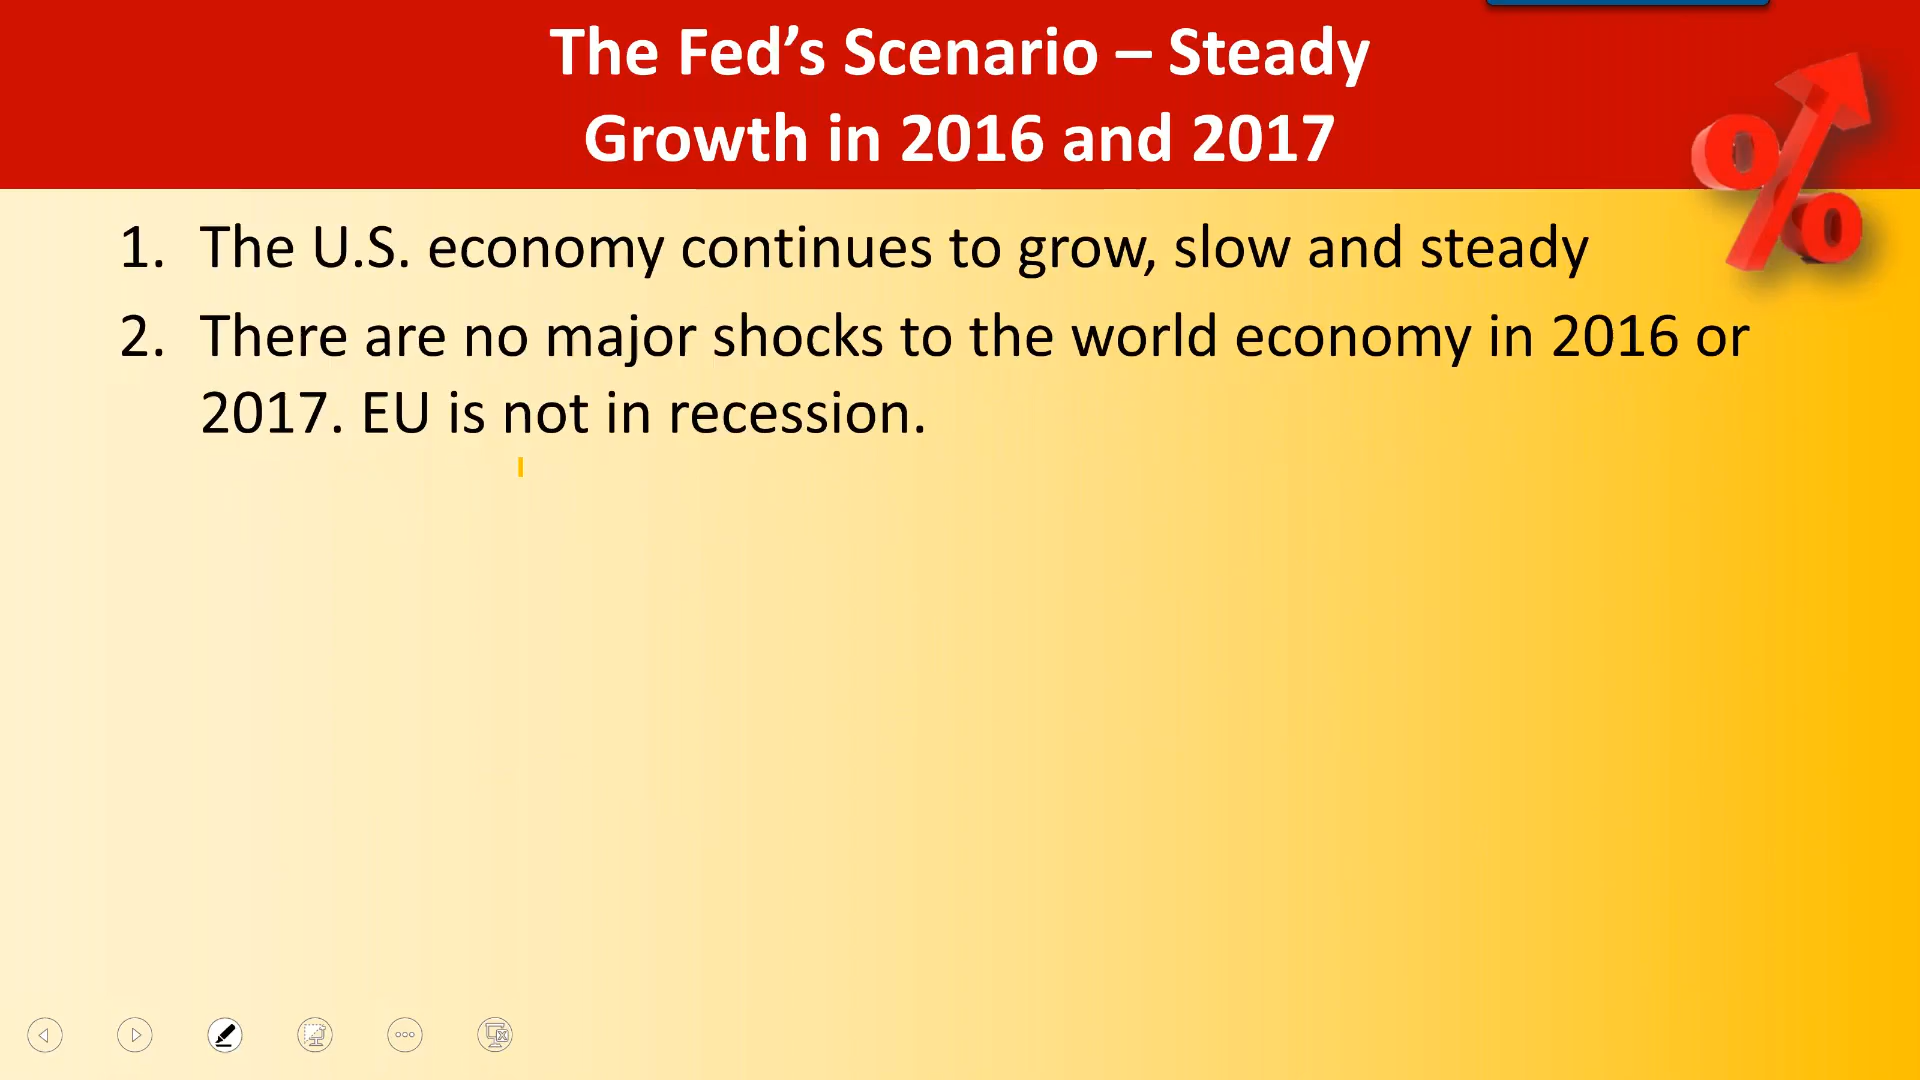 The Fed’s Scenario – Steady
Growth in 2016 and 2017
%
1. The U.S. economy continues to grow, slow and steady
2. There are no major shocks to the world economy in 2016 or
2017. EU is not in recession.